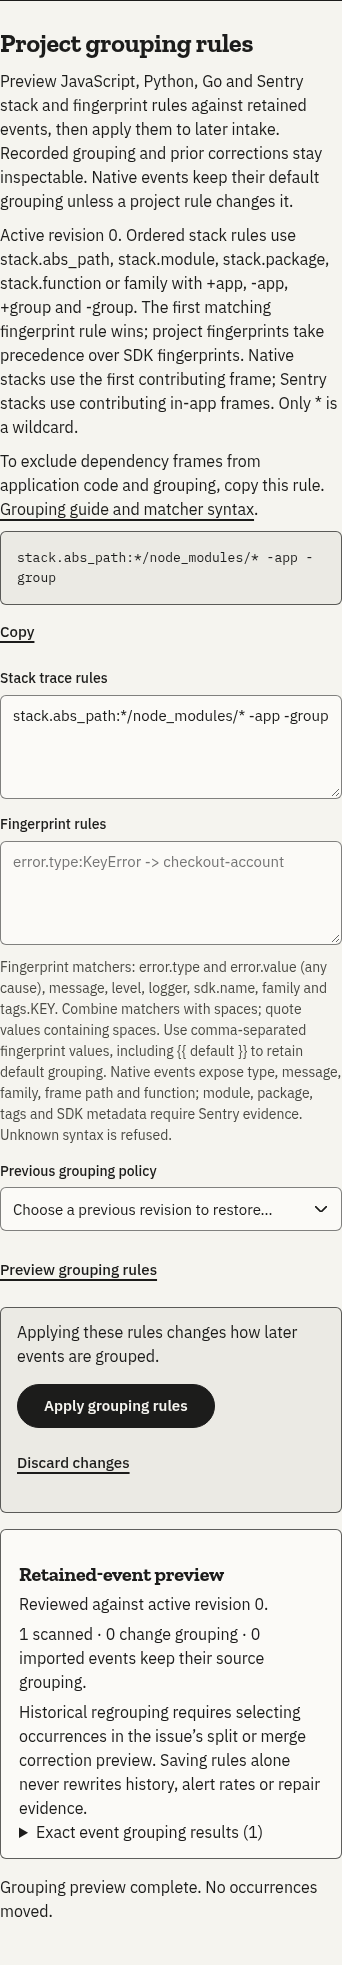 Project grouping rules
Preview JavaScript, Python, Go and Sentry
stack and fingerprint rules against retained
events, then apply them to later intake.
Recorded grouping and prior corrections stay
inspectable. Native events keep their default
grouping unless a project rule changes it.
Active revision 0. Ordered stack rules use
stack.abs_path, stack.module, stack.package,
stack.function or family with +app, -app,
+group and -group. The first matching
fingerprint rule wins; project fingerprints take
precedence over SDK fingerprints. Native
stacks use the first contributing frame; Sentry
stacks use contributing in-app frames. Only * is
a wildcard.
To exclude dependency frames from
application code and grouping, copy this rule.
Grouping guide and matcher syntax.
stack.abs_path:*/node_modules/* -app -
group
Copy
Stack trace rules
stack.abs_path:*/node_modules/* -app -group
Fingerprint rules
error.type:KeyError -> checkout-account
Fingerprint matchers: error.type and error.value (any
cause), message, level, logger, sdk.name, family and
tags.KEY. Combine matchers with spaces; quote
values containing spaces. Use comma-separated
fingerprint values, including {{ default }} to retain
default grouping. Native events expose type, message,
family, frame path and function; module, package,
tags and SDK metadata require Sentry evidence.
Unknown syntax is refused.
Previous grouping policy
Choose a previous revision to restore...
Preview grouping rules
Applying these rules changes how later
events are grouped.
Apply grouping rules
Discard changes
Retained-event preview
Reviewed against active revision 0.
1 scanned · 0 change grouping · 0
imported events keep their source
grouping.
Historical regrouping requires selecting
occurrences in the issue’s split or merge
correction preview. Saving rules alone
never rewrites history, alert rates or repair
evidence.
▶ Exact event grouping results (1)
Grouping preview complete. No occurrences
moved.